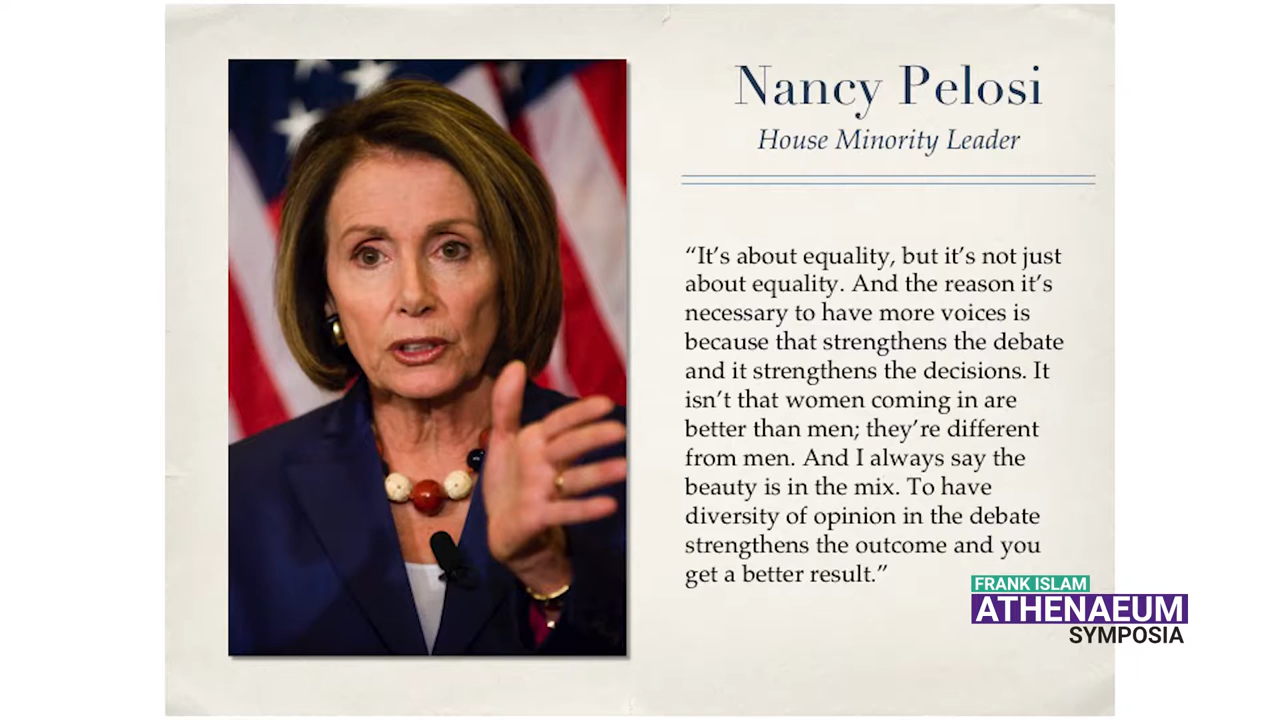 Nancy Pelosi
House Minority Leader
“It’s about equality, but it’s not just
about equality. And the reason it’s
necessary to have more voices is
because that strengthens the debate
and it strengthens the decisions. It
isn’t that women coming in are
better than men; they’re different
from men. And I always say the
beauty is in the mix. To have
diversity of opinion in the debate
strengthens the outcome and you
get a better result.”
FRANK ISLAM
ATHENAEUM
SYMPOSIA